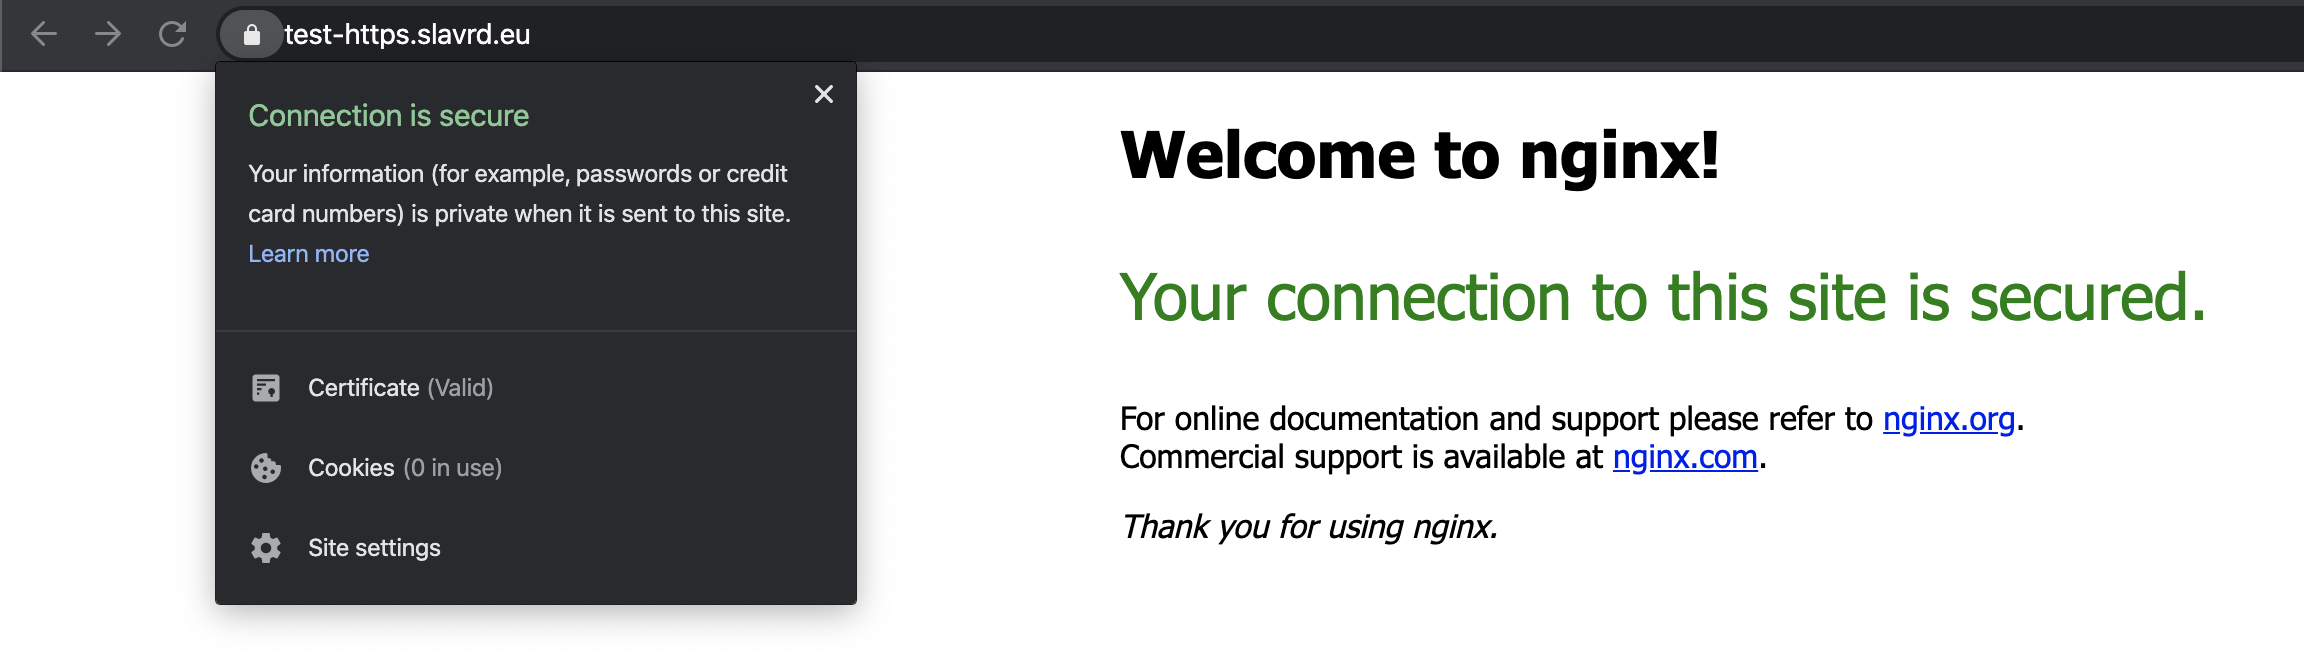 test-https.slavrd.eu
Connection is secure
Your information (for example, passwords or credit
card numbers) is private when it is sent to this site.
Learn more
Certificate (Valid)
Cookies (0 in use)
Site settings
Welcome to nginx!
Your connection to this site is secured.
For online documentation and support please refer to nginx.org.
Commercial support is available at nginx.com.
Thank you for using nginx.